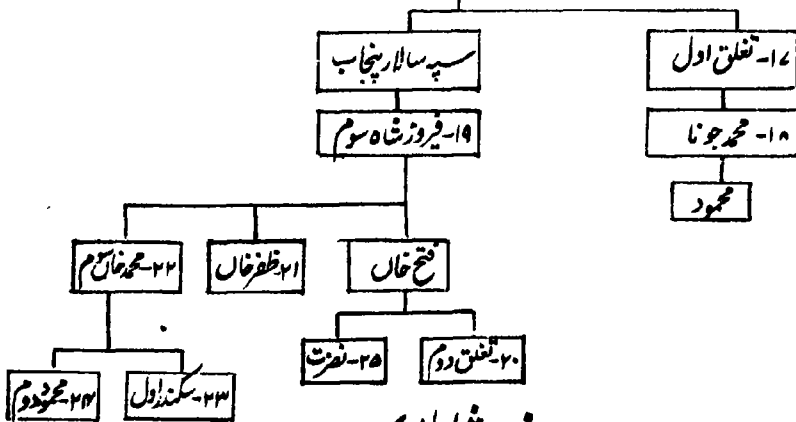 ۱۷- تغلق اول
سپہ سالار پنجاب
۱۸- محمد جونا
۱۹- فیروز شاہ سوم
محمود
فتح خاں
۲۱- ظفر خاں
۲۲- محمد خاں سوم
۲۰- تغلق دوم
۲۵- نصرت
۲۳- سکندر اول
۲۴- محمود دوم